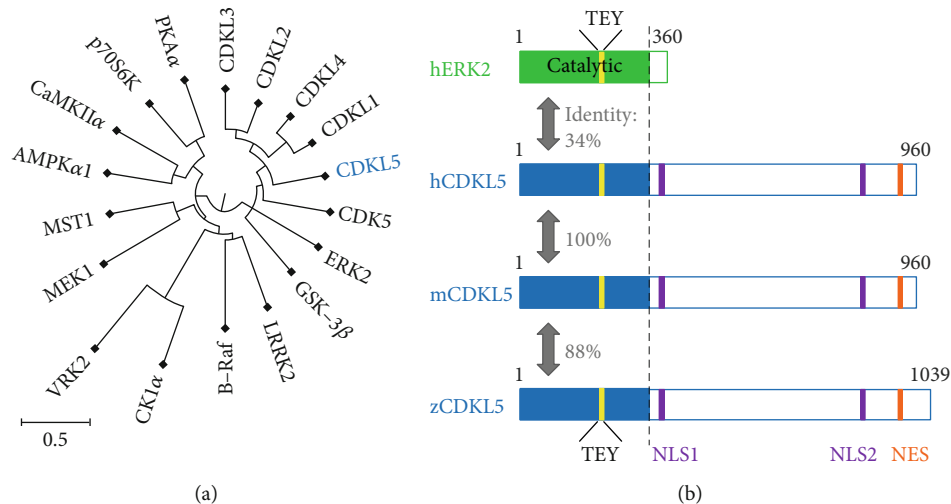 PKAα
CDKL3
CDKL2
CDKL4
CDKL1
CDKL5
CDK5
ERK2
GSK–3β
LRRK2
B–Raf
CK1α
VRK2
MEK1
MST1
AMPKα1
CaMKIIα
p70S6K
0.5
(a)
TEY
1 360
hERK2 Catalytic
Identity:
34%
1 960
hCDKL5
100%
1 960
mCDKL5
88%
1 1039
zCDKL5
TEY NLS1 NLS2 NES
(b)